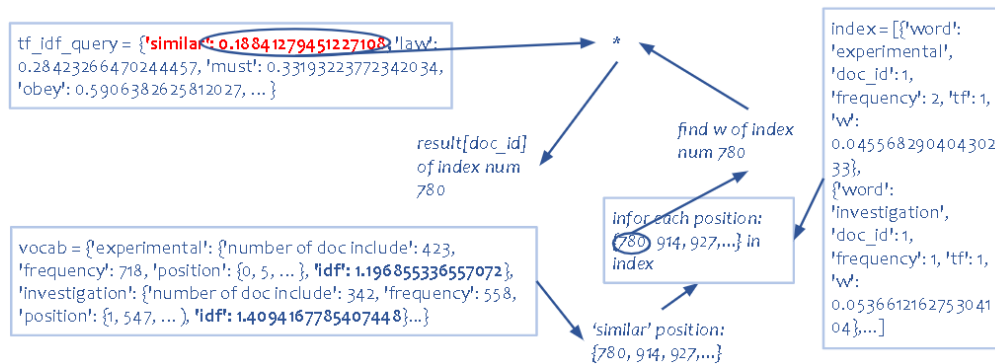 tf_idf_query = {'similar': 0.18841279451227108, 'law':
0.28423266470244457, 'must': 0.33193223772342034,
'obey': 0.5906382625812027, ... }
*
result[doc_id]
of index num
780
find w of index
num 780
index = [{'word':
'experimental',
'doc_id': 1,
'frequency': 2, 'tf': 1,
'w':
0.045568290404302
33},
{'word':
'investigation',
'doc_id': 1,
'frequency': 1, 'tf': 1,
'w':
0.0536612162753041
04},...]
infor each position:
{780, 914, 927,...} in
index
vocab = {'experimental': {'number of doc include': 423,
'frequency': 718, 'position': {0, 5, ... }, 'idf': 1.196855336557072},
'investigation': {'number of doc include': 342, 'frequency': 558,
'position': {1, 547, ... ), 'idf': 1.4094167785407448}...}
'similar' position:
{780, 914, 927,...}